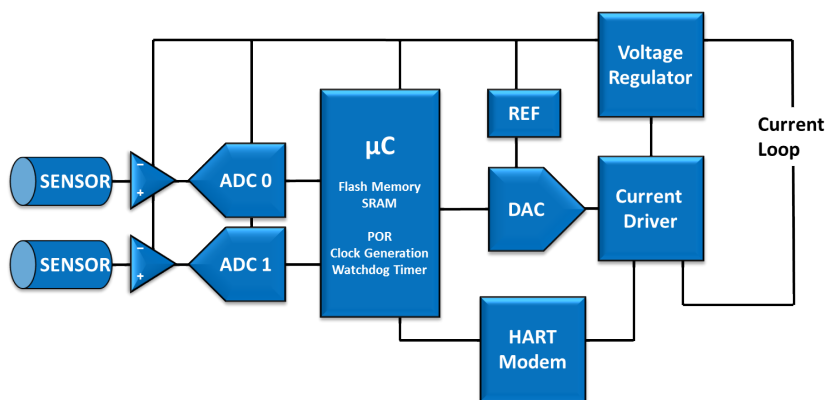 Voltage
Regulator
REF
Current
Loop
μC
Flash Memory
SRAM
POR
Clock Generation
Watchdog Timer
SENSOR
−
+
ADC 0
DAC
Current
Driver
SENSOR
−
+
ADC 1
HART
Modem